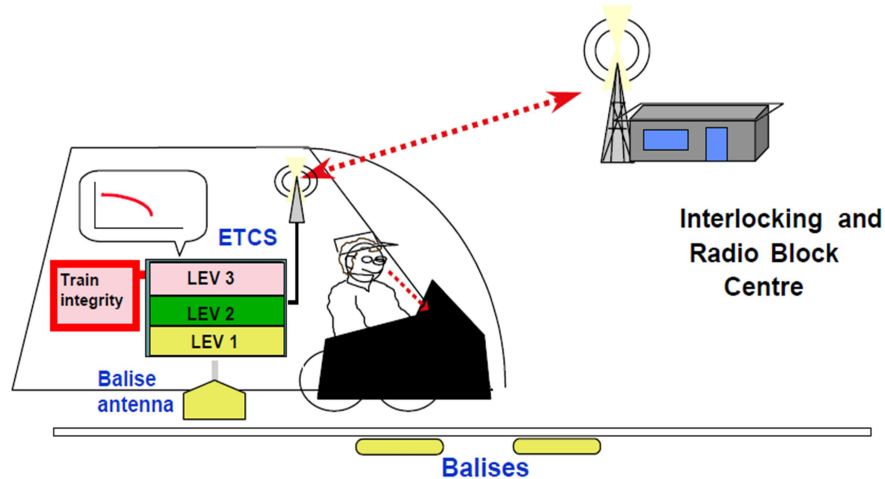 ETCS
Train
integrity
LEV 3
LEV 2
LEV 1
Balise
antenna
Balises
Interlocking and
Radio Block
Centre